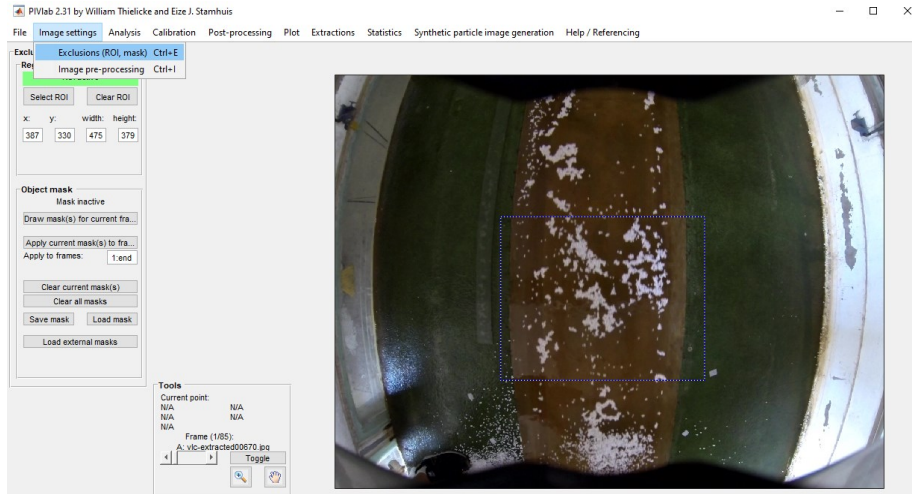 PIVlab 2.31 by William Thielicke and Eize J. Stamhuis
File Image settings Analysis Calibration Post-processing Plot Extractions Statistics Synthetic particle image generation Help / Referencing
Exclusions (ROI, mask) Ctrl+E
Image pre-processing Ctrl+I
Select ROI Clear ROI
x: y: width: height:
387 330 475 379
Object mask
Mask inactive
Draw mask(s) for current fra...
Apply current mask(s) to fra...
Apply to frames: 1:end
Clear current mask(s)
Clear all masks
Save mask Load mask
Load external masks
Tools
Current point:
N/A N/A
N/A N/A
N/A
Frame (1/85):
A: vlc-extracted00670.jpg
Toggle